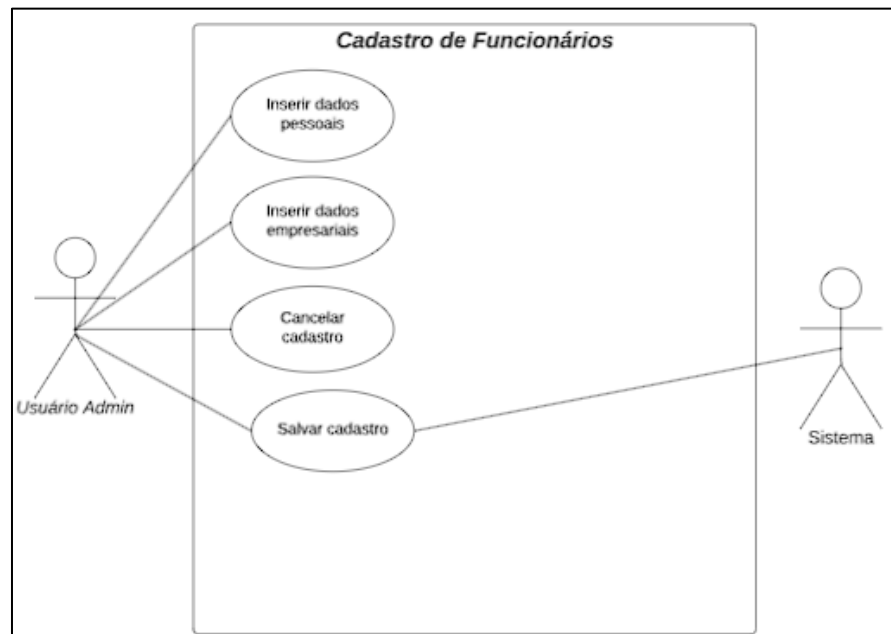 Cadastro de Funcionários
Inserir dados
pessoais
Inserir dados
empresariais
Cancelar
cadastro
Usuário Admin
Salvar cadastro
Sistema